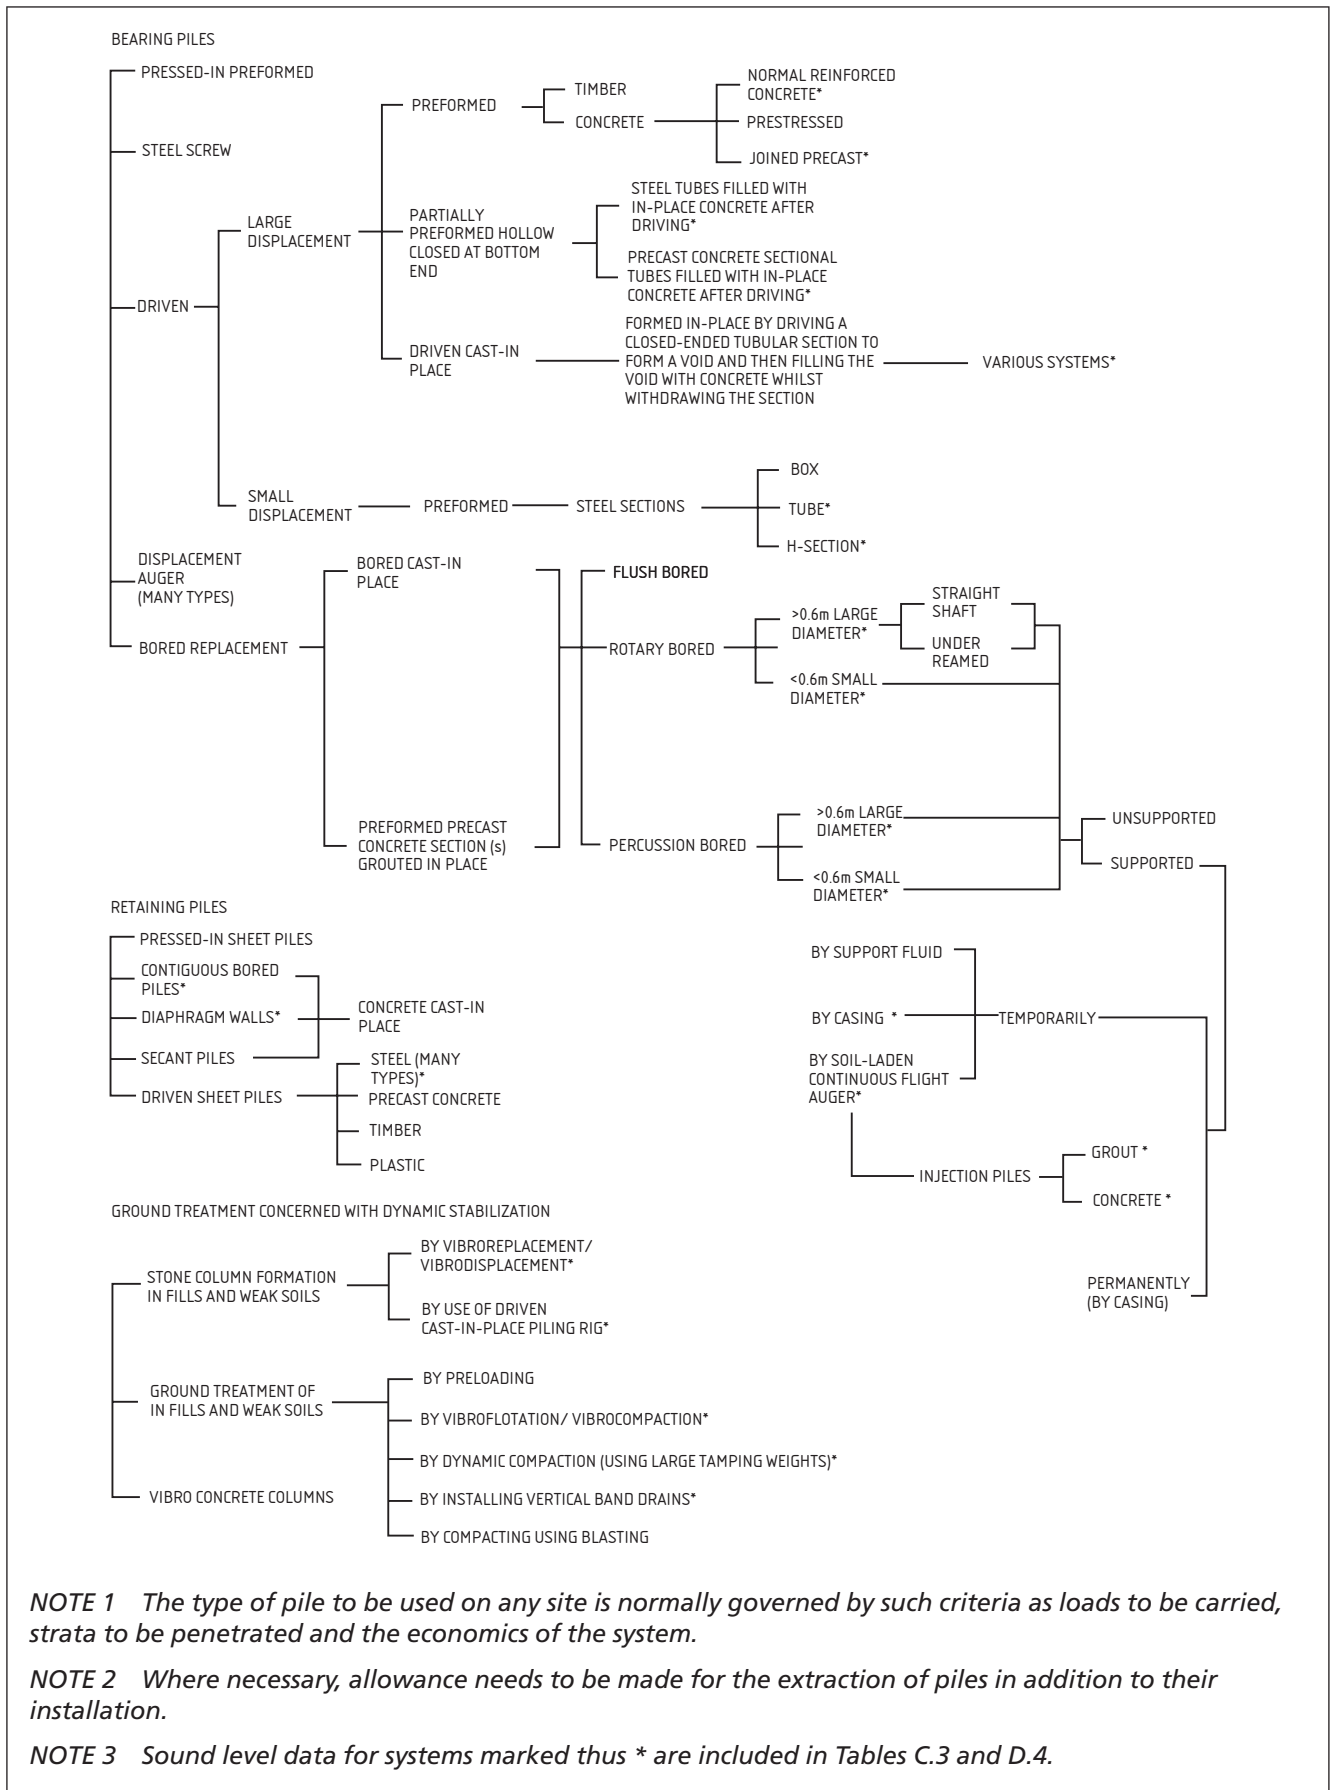 BEARING PILES
PRESSED-IN PREFORMED
STEEL SCREW
DRIVEN
LARGE
DISPLACEMENT
PREFORMED
TIMBER
CONCRETE
NORMAL REINFORCED
CONCRETE*
PRESTRESSED
JOINED PRECAST*
PARTIALLY
PREFORMED HOLLOW
CLOSED AT BOTTOM
END
STEEL TUBES FILLED WITH
IN-PLACE CONCRETE AFTER
DRIVING*
PRECAST CONCRETE SECTIONAL
TUBES FILLED WITH IN-PLACE
CONCRETE AFTER DRIVING*
DRIVEN CAST-IN
PLACE
FORMED IN-PLACE BY DRIVING A
CLOSED-ENDED TUBULAR SECTION TO
FORM A VOID AND THEN FILLING THE
VOID WITH CONCRETE WHILST
WITHDRAWING THE SECTION
VARIOUS SYSTEMS*
SMALL
DISPLACEMENT
PREFORMED
STEEL SECTIONS
BOX
TUBE*
H-SECTION*
DISPLACEMENT
AUGER
(MANY TYPES)
BORED REPLACEMENT
BORED CAST-IN
PLACE
PREFORMED PRECAST
CONCRETE SECTION (s)
GROUTED IN PLACE
FLUSH BORED
ROTARY BORED
>0.6m LARGE
DIAMETER*
STRAIGHT
SHAFT
UNDER
REAMED
<0.6m SMALL
DIAMETER*
PERCUSSION BORED
>0.6m LARGE
DIAMETER*
<0.6m SMALL
DIAMETER*
UNSUPPORTED
SUPPORTED
BY SUPPORT FLUID
BY CASING *
BY SOIL-LADEN
CONTINUOUS FLIGHT
AUGER*
TEMPORARILY
INJECTION PILES
GROUT *
CONCRETE *
PERMANENTLY
(BY CASING)
RETAINING PILES
PRESSED-IN SHEET PILES
CONTIGUOUS BORED
PILES*
DIAPHRAGM WALLS*
SECANT PILES
CONCRETE CAST-IN
PLACE
DRIVEN SHEET PILES
STEEL (MANY
TYPES)*
PRECAST CONCRETE
TIMBER
PLASTIC
GROUND TREATMENT CONCERNED WITH DYNAMIC STABILIZATION
STONE COLUMN FORMATION
IN FILLS AND WEAK SOILS
BY VIBROREPLACEMENT/
VIBRODISPLACEMENT*
BY USE OF DRIVEN
CAST-IN-PLACE PILING RIG*
GROUND TREATMENT OF
IN FILLS AND WEAK SOILS
BY PRELOADING
BY VIBROFLOTATION/ VIBROCOMPACTION*
BY DYNAMIC COMPACTION (USING LARGE TAMPING WEIGHTS)*
BY INSTALLING VERTICAL BAND DRAINS*
BY COMPACTING USING BLASTING
VIBRO CONCRETE COLUMNS
NOTE 1 The type of pile to be used on any site is normally governed by such criteria as loads to be carried,
strata to be penetrated and the economics of the system.
NOTE 2 Where necessary, allowance needs to be made for the extraction of piles in addition to their
installation.
NOTE 3 Sound level data for systems marked thus * are included in Tables C.3 and D.4.